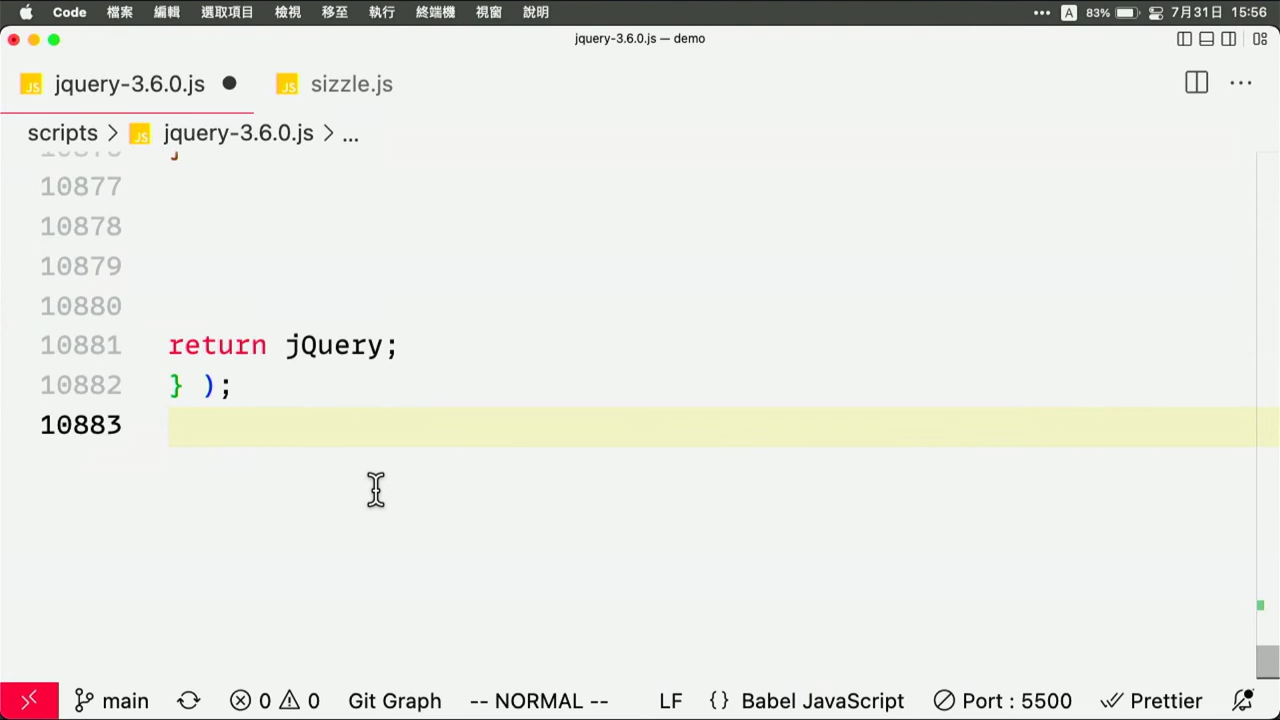 Code 檔案 編輯 選取項目 檢視 移至 執行 終端機 視窗 說明 ••• A 83% 7月31日 15:56
jquery-3.6.0.js — demo
JS jquery-3.6.0.js ● JS sizzle.js ···
scripts > JS jquery-3.6.0.js > ...
10877
10878
10879
10880
10881 return jQuery;
10882 } );
10883
main 0 0 Git Graph -- NORMAL -- LF {} Babel JavaScript Port : 5500 Prettier